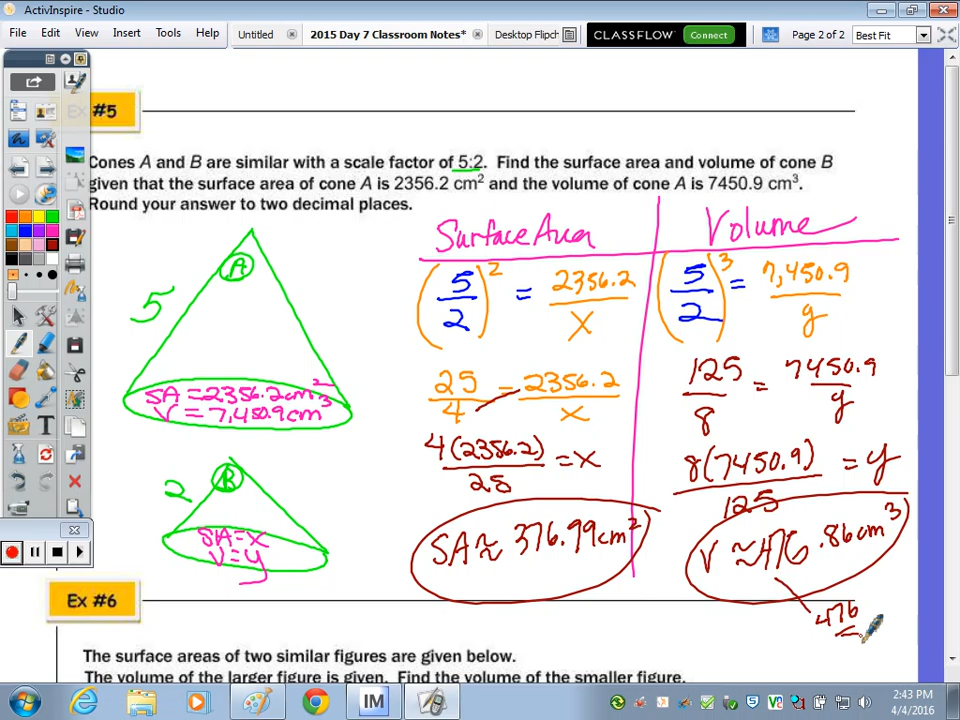 ActivInspire - Studio
File Edit View Insert Tools Help
Untitled
2015 Day 7 Classroom Notes*
Desktop Flipch
CLASSFLOW Connect
Page 2 of 2
Best Fit
Ex #5
Cones A and B are similar with a scale factor of 5:2. Find the surface area and volume of cone B
given that the surface area of cone A is 2356.2 cm² and the volume of cone A is 7450.9 cm³.
Round your answer to two decimal places.
A
5
SA = 2356.2cm²
V = 7,450.9cm³
B
2
SA = x
V = y
Surface Area
(5/2)² = 2356.2/x
25/4 = 2356.2/x
4(2356.2)/25 = x
SA ≈ 376.99cm²
Volume
(5/2)³ = 7,450.9/y
125/8 = 7450.9/y
8(7450.9)/125 = y
V ≈ 476.86cm³
476
Ex #6
The surface areas of two similar figures are given below.
The volume of the larger figure is given. Find the volume of the smaller figure.
IM
2:43 PM
4/4/2016